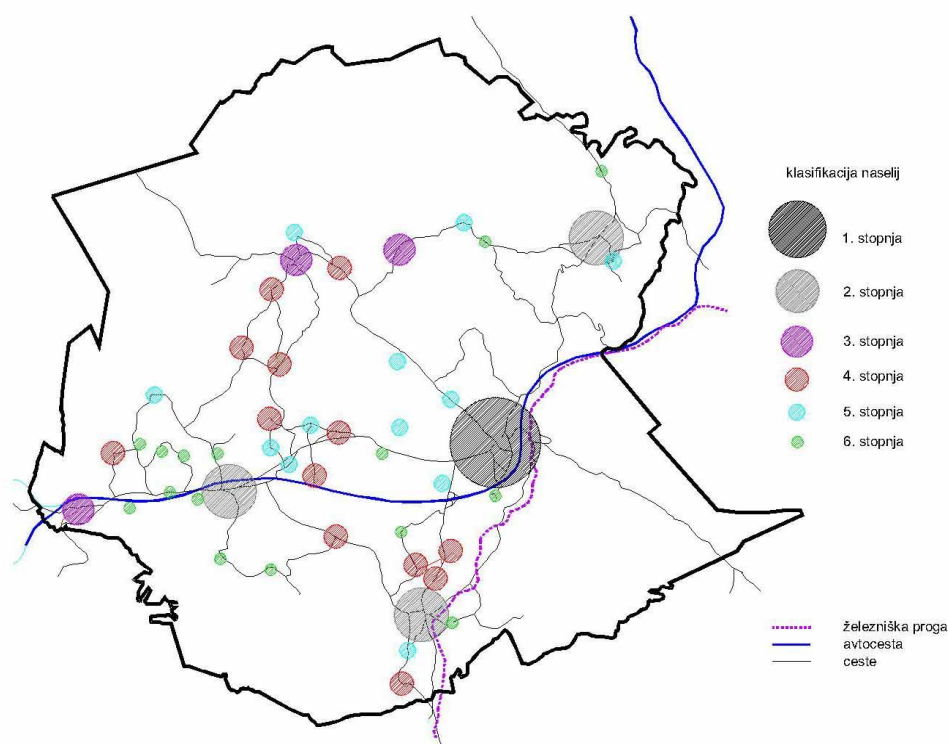 klasifikacija naselij
1. stopnja
2. stopnja
3. stopnja
4. stopnja
5. stopnja
6. stopnja
železniška proga
avtocesta
ceste